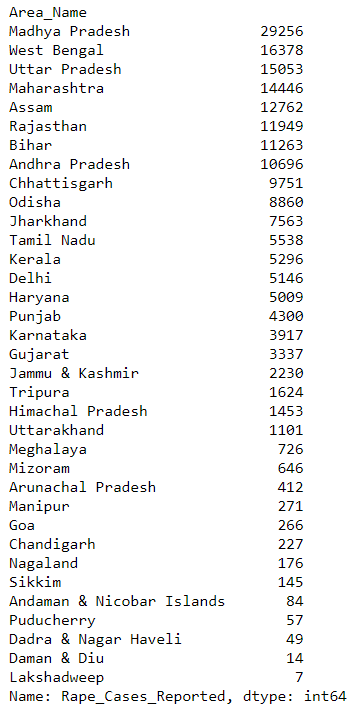 Area_Name
Madhya Pradesh 29256
West Bengal 16378
Uttar Pradesh 15053
Maharashtra 14446
Assam 12762
Rajasthan 11949
Bihar 11263
Andhra Pradesh 10696
Chhattisgarh 9751
Odisha 8860
Jharkhand 7563
Tamil Nadu 5538
Kerala 5296
Delhi 5146
Haryana 5009
Punjab 4300
Karnataka 3917
Gujarat 3337
Jammu & Kashmir 2230
Tripura 1624
Himachal Pradesh 1453
Uttarakhand 1101
Meghalaya 726
Mizoram 646
Arunachal Pradesh 412
Manipur 271
Goa 266
Chandigarh 227
Nagaland 176
Sikkim 145
Andaman & Nicobar Islands 84
Puducherry 57
Dadra & Nagar Haveli 49
Daman & Diu 14
Lakshadweep 7
Name: Rape_Cases_Reported, dtype: int64